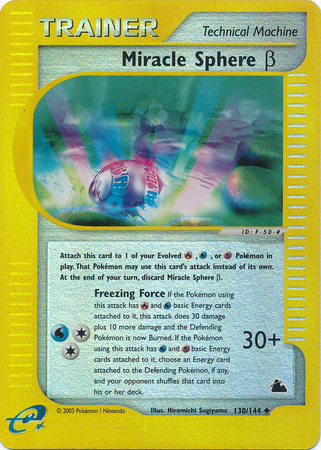 TRAINER
Technical Machine
Miracle Sphere β
ID: F-50-#
Attach this card to 1 of your Evolved , , or Pokémon in
play. That Pokémon may use this card's attack instead of its own.
At the end of your turn, discard Miracle Sphere β.
Freezing Force If the Pokémon using
this attack has and basic Energy cards
attached to it, this attack does 30 damage
plus 10 more damage and the Defending
Pokémon is now Burned. If the Pokémon
using this attack has and basic Energy
cards attached to it, choose an Energy card
attached to the Defending Pokémon, if any,
and your opponent shuffles that card into
his or her deck.
30+
e
© 2003 Pokémon / Nintendo
Illus. Hiromichi Sugiyama
130/144